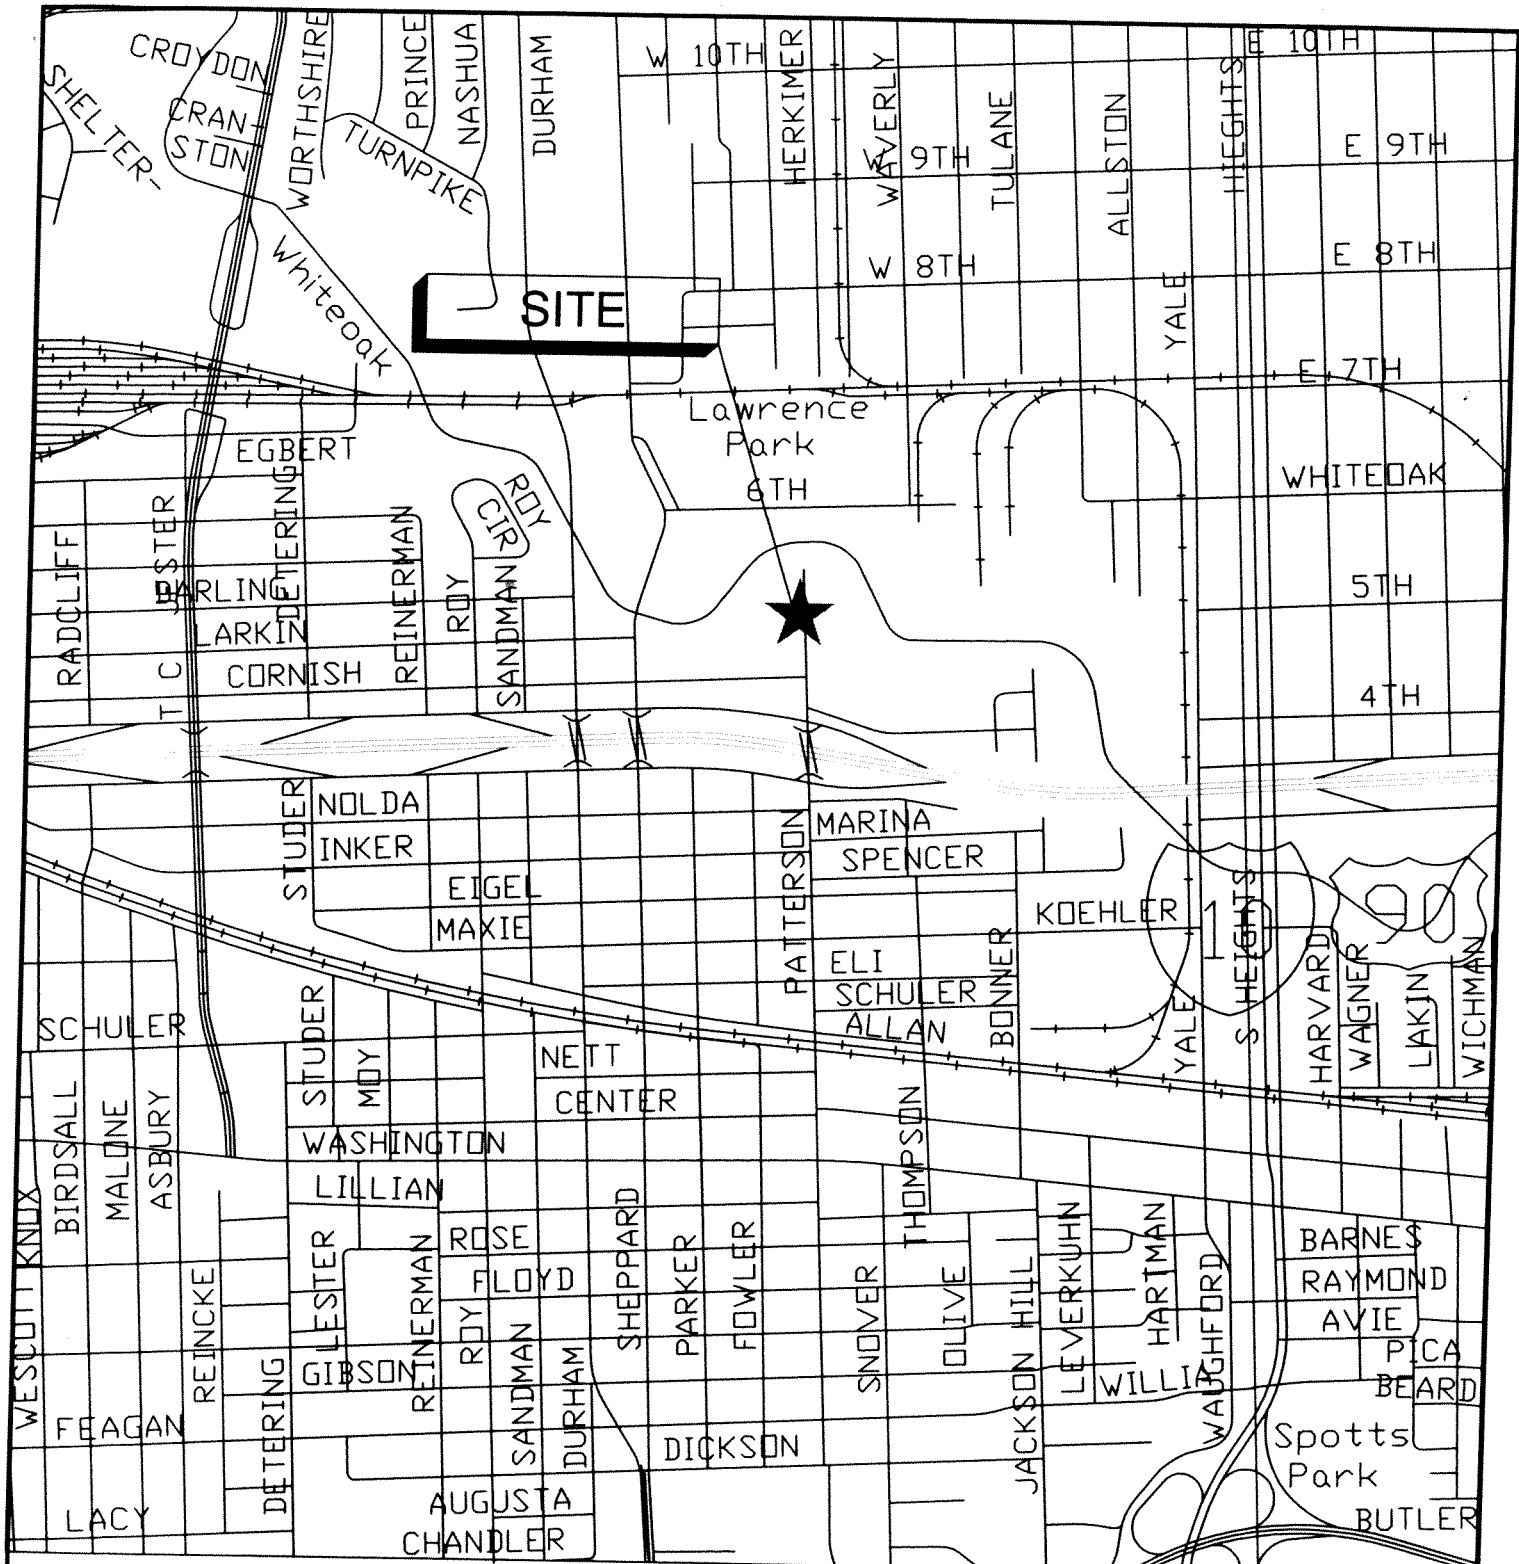 CROYDON
SHELTER-
CRAN
STON
WORTHSHIRE
PRINCE
NASHUA
TURNPIKE
DURHAM
W 10TH
HERKIMER
WAVERLY
W 9TH
TULANE
ALLSTON
HIEGHTS
E 10TH
E 9TH
W 8TH
E 8TH
YALE
Whiteoak
SITE
E 7TH
Lawrence
Park
6TH
EGBERT
WHITEOAK
RADCLIFF
T C JESTER
DETERING
DARLING
LARKIN
CORNISH
REINERMAN
ROY
CIR
ROY
SANDMAN
5TH
4TH
STUDER
NOLDA
INKER
EIGEL
MAXIE
PATTERSON
MARINA
SPENCER
KOEHLER
10
90
ELI
SCHULER
ALLAN
BONNER
YALE
S HEIGHTS
HARVARD
WAGNER
LAKIN
WICHMAN
SCHULER
STUDER
MOY
NETT
CENTER
WASHINGTON
BIRDSALL
MALONE
ASBURY
THOMPSON
LILLIAN
WESCOTT
KNOX
REINCKE
LESTER
ROSE
FLOYD
REINERMAN
ROY
SHEPPARD
PARKER
FOWLER
SNOVER
OLIVE
JACKSON HILL
LEVERKUHN
HARTMAN
WAUGHFORD
BARNES
RAYMOND
AVIE
PICA
BEARD
GIBSON
WILLIA
FEAGAN
DETERING
SANDMAN
DURHAM
DICKSON
Spotts
Park
LACY
AUGUSTA
CHANDLER
BUTLER